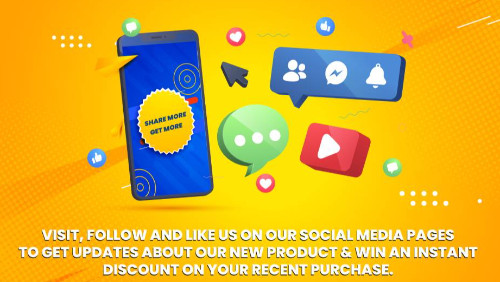 SHARE MORE
GET MORE
VISIT, FOLLOW AND LIKE US ON OUR SOCIAL MEDIA PAGES
TO GET UPDATES ABOUT OUR NEW PRODUCT & WIN AN INSTANT
DISCOUNT ON YOUR RECENT PURCHASE.